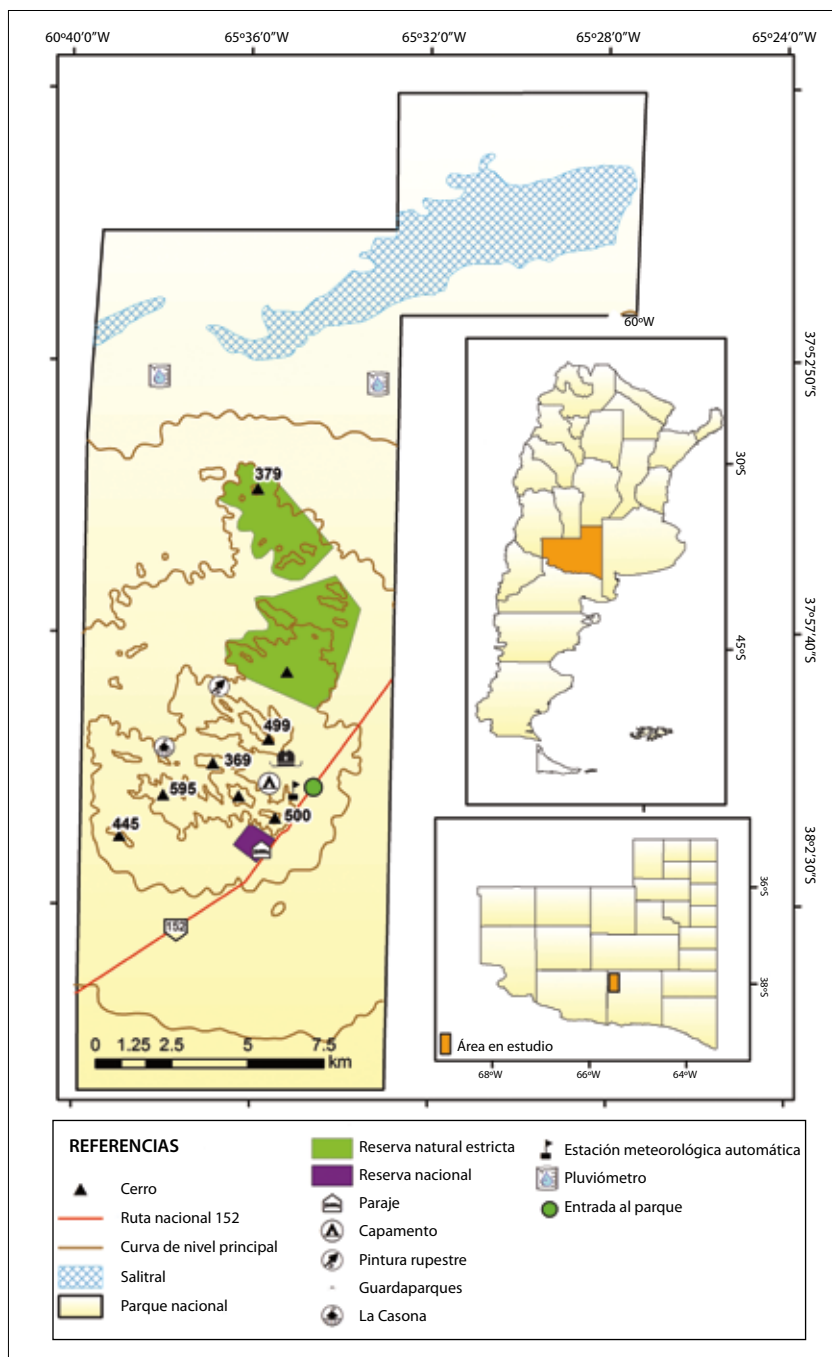 60º40'0"W 65º36'0"W 65º32'0"W 65º28'0"W 65º24'0"W
60ºW
37º52'50"S
30ºS
379
37º57'40"S
45ºS
499
369
595
500
445
38º2'30"S
36ºS
152
38ºS
0 1.25 2.5 5 7.5
km
Área en estudio
68ºW 66ºW 64ºW
REFERENCIAS
Cerro
Ruta nacional 152
Curva de nivel principal
Salitral
Parque nacional
Reserva natural estricta
Reserva nacional
Paraje
Capamento
Pintura rupestre
Guardaparques
La Casona
Estación meteorológica automática
Pluviómetro
Entrada al parque